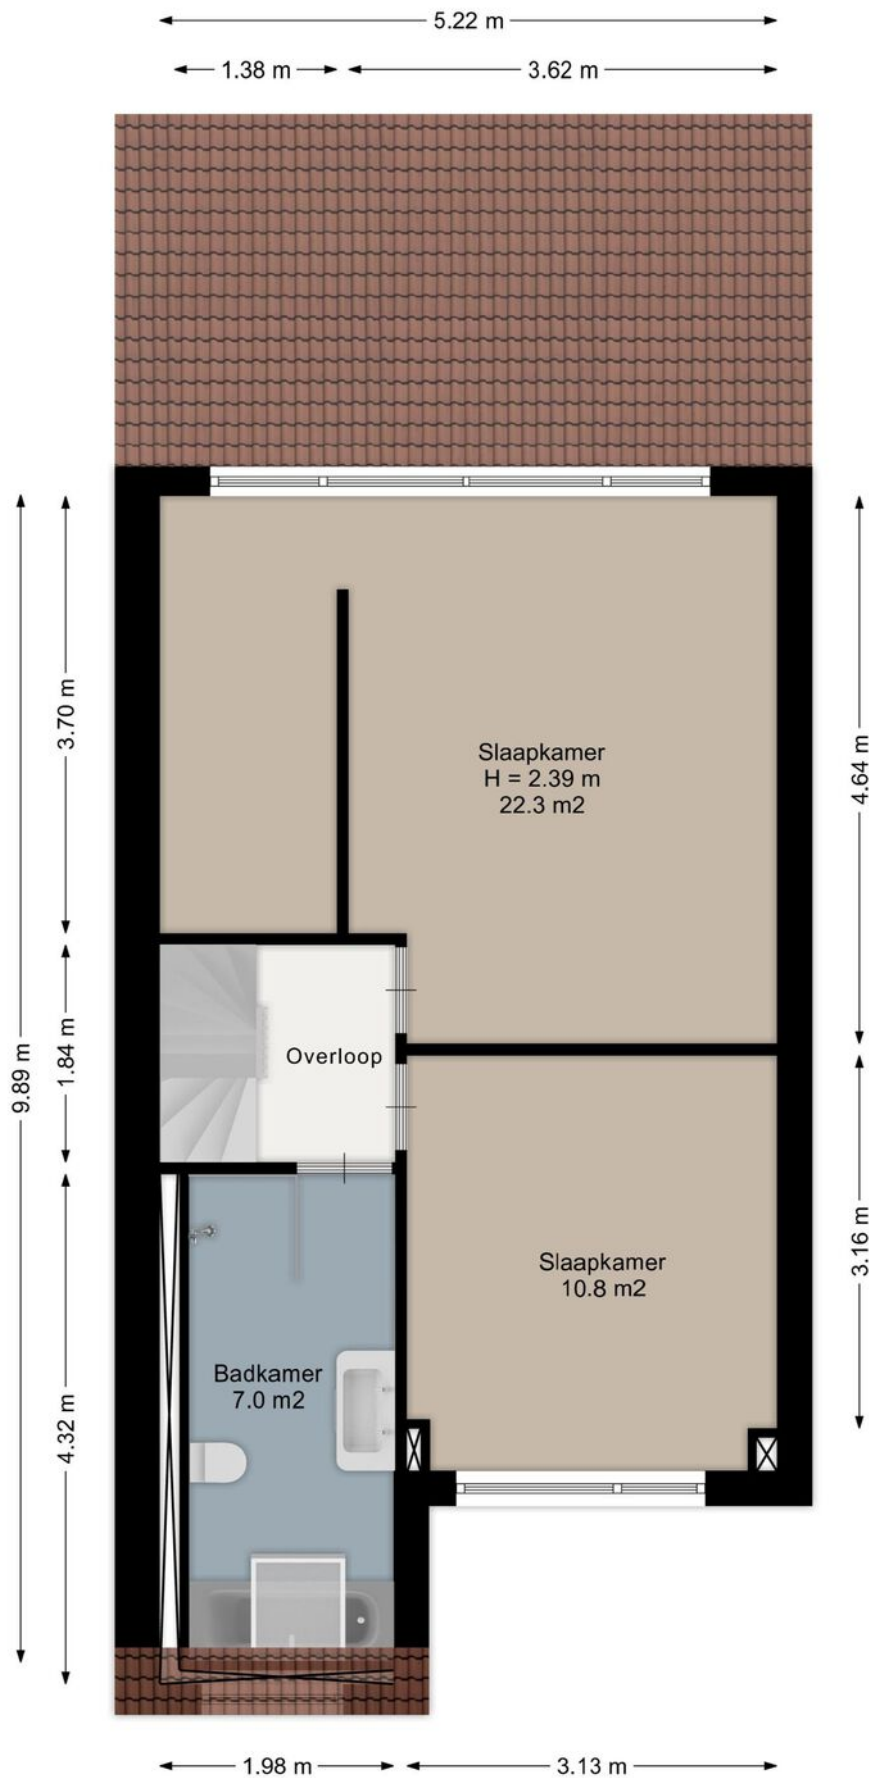 5.22 m
1.38 m
3.62 m
9.89 m
3.70 m
1.84 m
4.32 m
4.64 m
3.16 m
Slaapkamer
H = 2.39 m
22.3 m2
Overloop
Slaapkamer
10.8 m2
Badkamer
7.0 m2
1.98 m
3.13 m